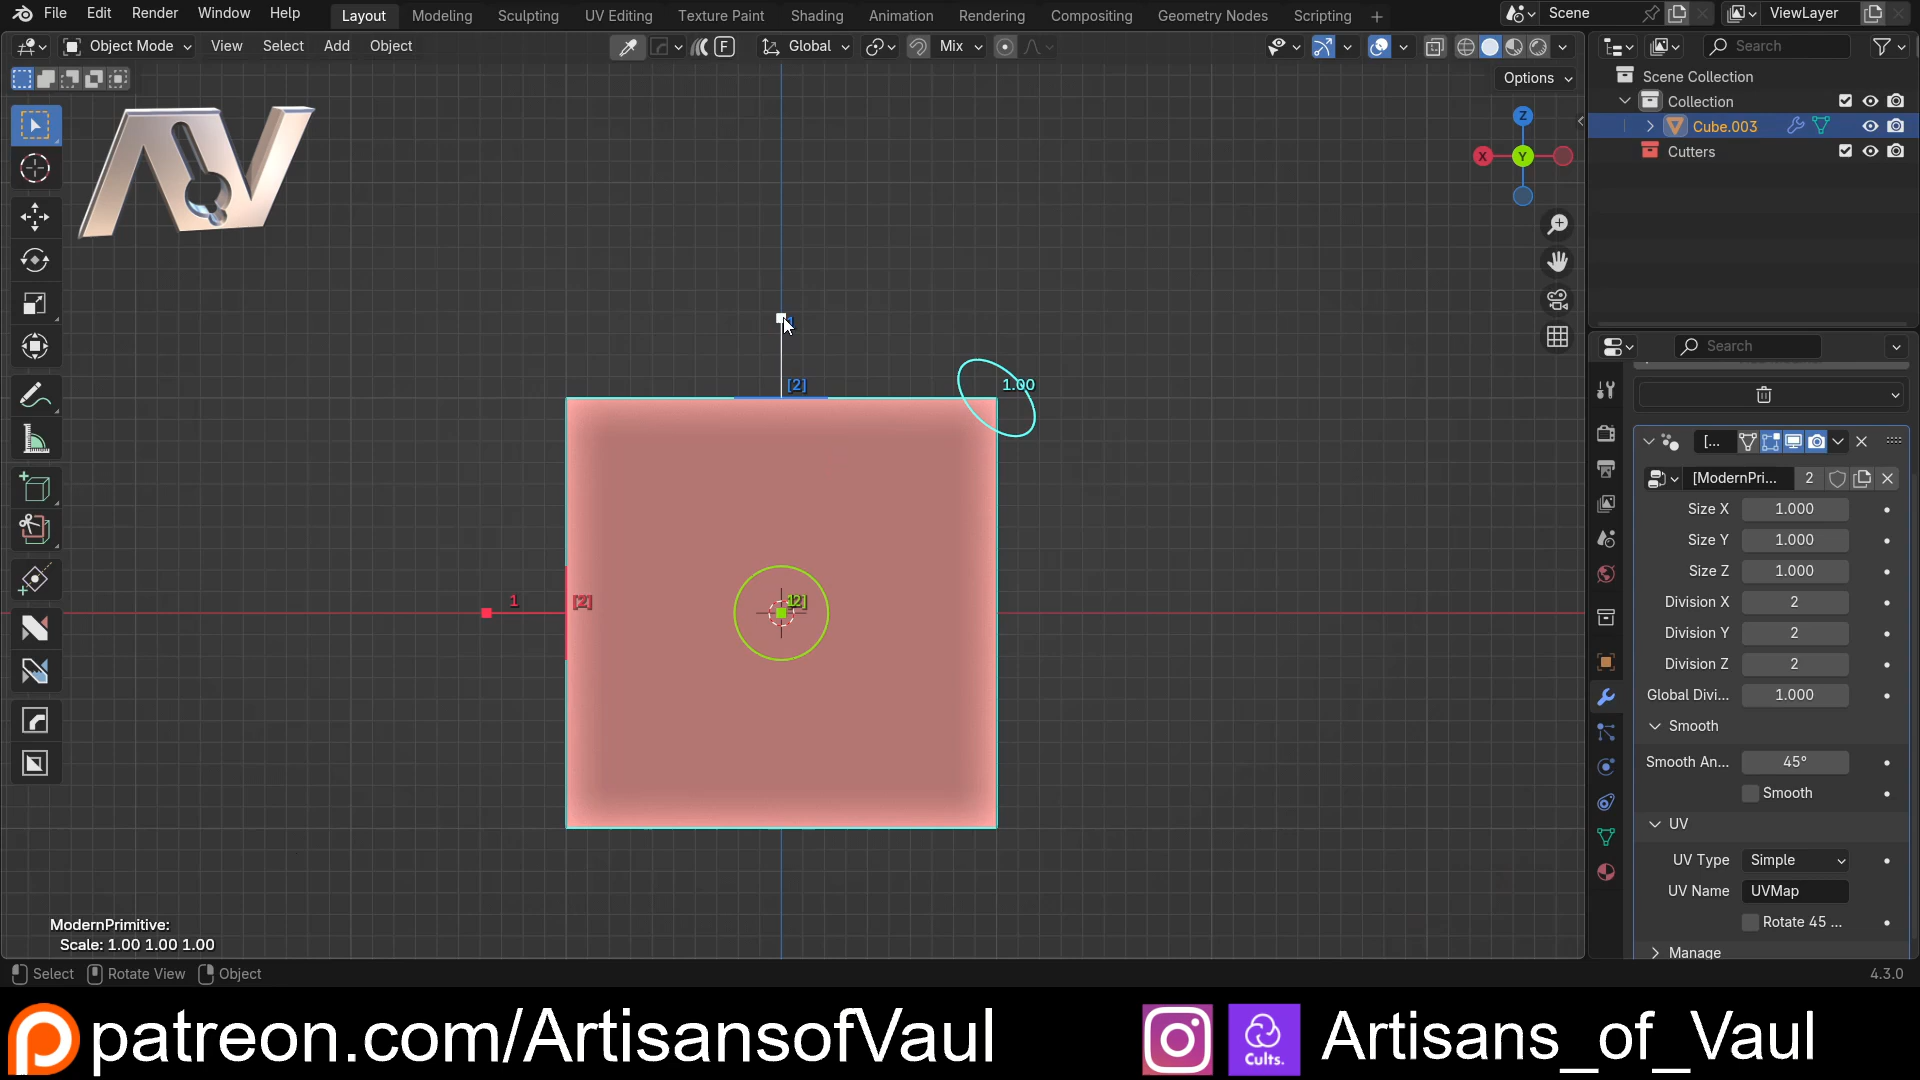 File Edit Render Window Help Layout Modeling Sculpting UV Editing Texture Paint Shading Animation Rendering Compositing Geometry Nodes Scripting + Scene ViewLayer
Object Mode View Select Add Object F Global Mix Search
Options
Scene Collection
Collection
Cube.003
Cutters
Z
X Y
1
[2]
1.00
1 [2] [2]
Search
[...
[ModernPri... 2
Size X 1.000
Size Y 1.000
Size Z 1.000
Division X 2
Division Y 2
Division Z 2
Global Divi... 1.000
Smooth
Smooth An... 45°
Smooth
UV
UV Type Simple
UV Name UVMap
Rotate 45 ...
Manage
ModernPrimitive:
Scale: 1.00 1.00 1.00
Select Rotate View Object 4.3.0
patreon.com/ArtisansofVaul Cults. Artisans_of_Vaul